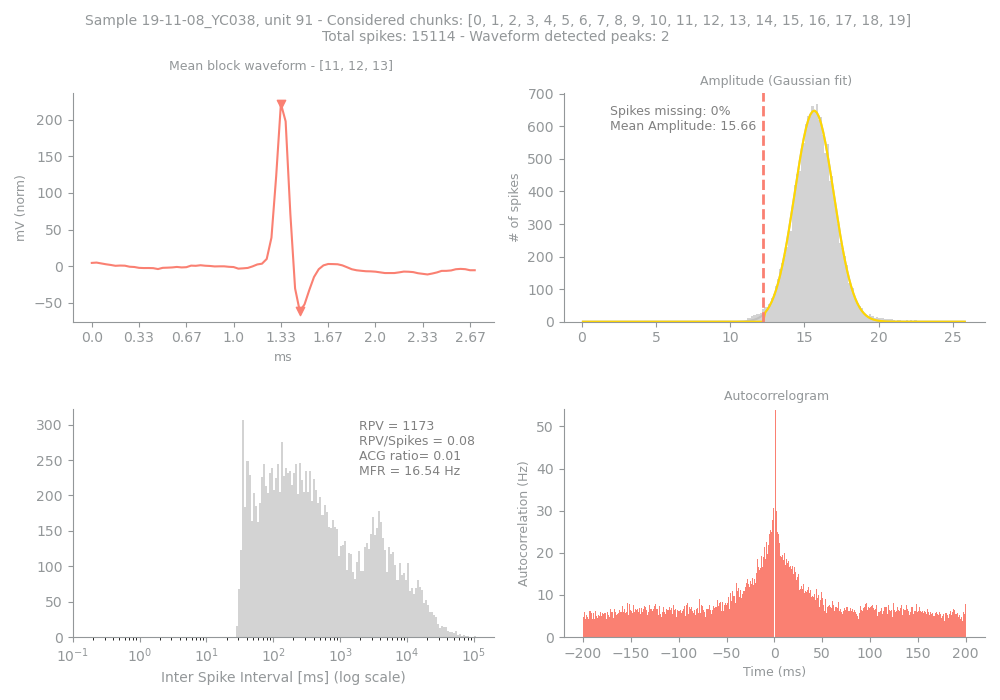 Sample 19-11-08_YC038, unit 91 - Considered chunks: [0, 1, 2, 3, 4, 5, 6, 7, 8, 9, 10, 11, 12, 13, 14, 15, 16, 17, 18, 19]
Total spikes: 15114 - Waveform detected peaks: 2
Mean block waveform - [11, 12, 13]
mV (norm)
200
150
100
50
0
−50
0.0 0.33 0.67 1.0 1.33 1.67 2.0 2.33 2.67
ms
Amplitude (Gaussian fit)
Spikes missing: 0%
Mean Amplitude: 15.66
# of spikes
700
600
500
400
300
200
100
0
0 5 10 15 20 25
RPV = 1173
RPV/Spikes = 0.08
ACG ratio= 0.01
MFR = 16.54 Hz
300
250
200
150
100
50
0
10⁻¹ 10⁰ 10¹ 10² 10³ 10⁴ 10⁵
Inter Spike Interval [ms] (log scale)
Autocorrelogram
Autocorrelation (Hz)
50
40
30
20
10
0
−200 −150 −100 −50 0 50 100 150 200
Time (ms)